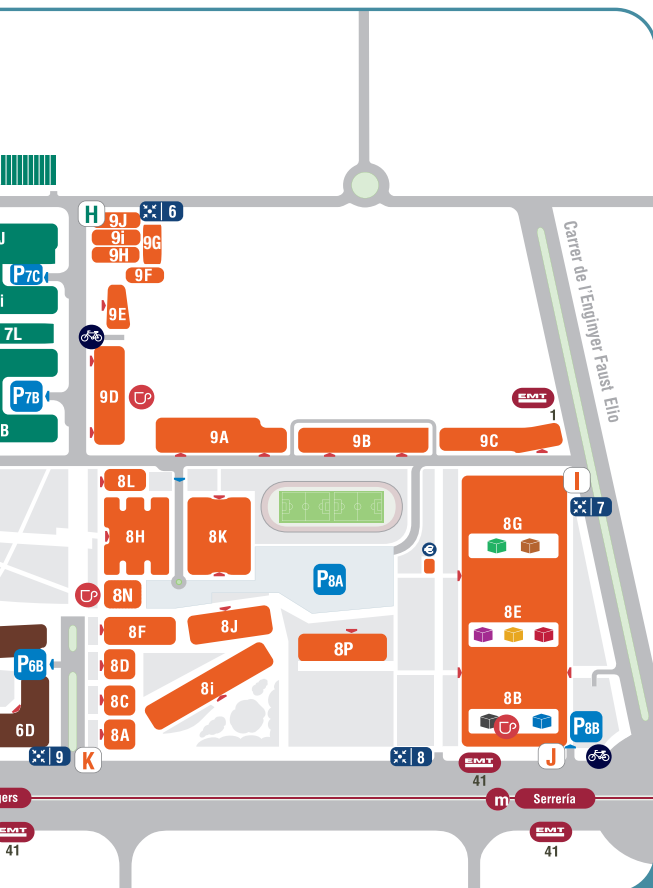 H
6
9J
9i
9G
9H
J
P7C
9F
i
9E
7L
Carrer de l'Enginyer Faust Elio
9D
P7B
EMT
1
B
9A
9B
9C
8L
I
7
8H
8K
8G
€
P8A
8N
8E
8F
8J
8P
P6B
8D
8i
8C
8B
6D
8A
P8B
9
K
8
EMT
41
J
gers
m
Serrería
EMT
41
EMT
41